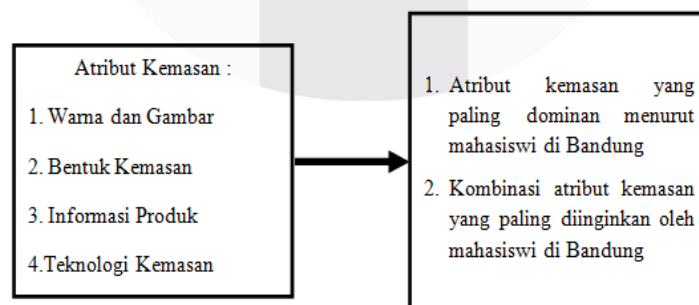 Atribut Kemasan :
1. Warna dan Gambar
2. Bentuk Kemasan
3. Informasi Produk
4.Teknologi Kemasan
1. Atribut kemasan yang
paling dominan menurut
mahasiswi di Bandung
2. Kombinasi atribut kemasan
yang paling diinginkan oleh
mahasiswi di Bandung